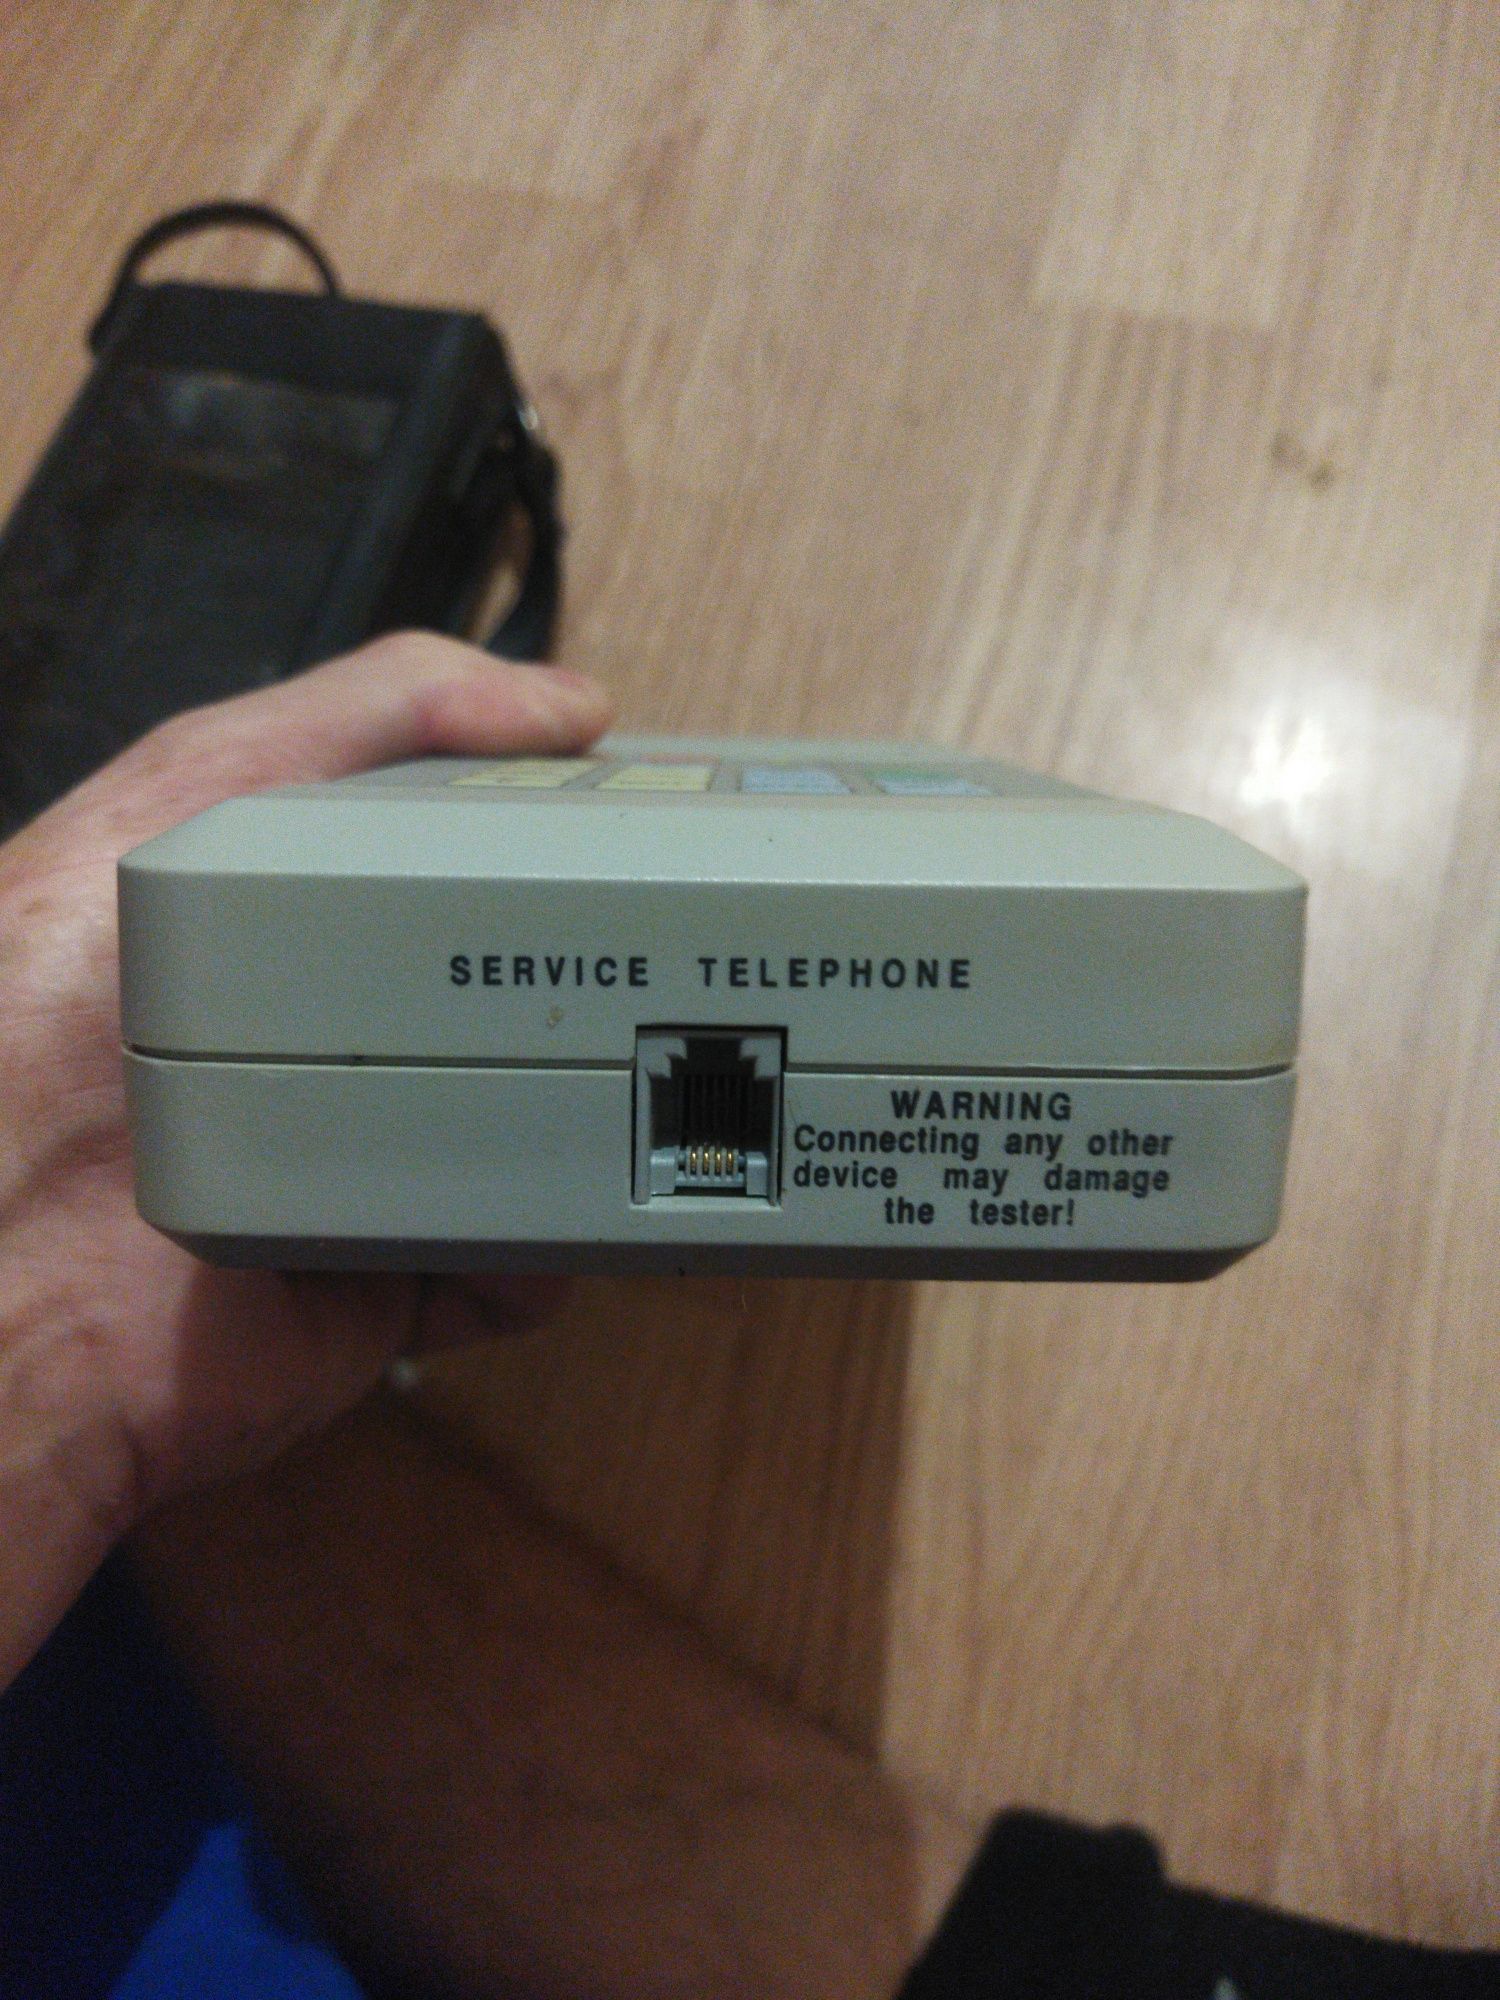 SERVICE TELEPHONE
WARNING
Connecting any other
device may damage
the tester!